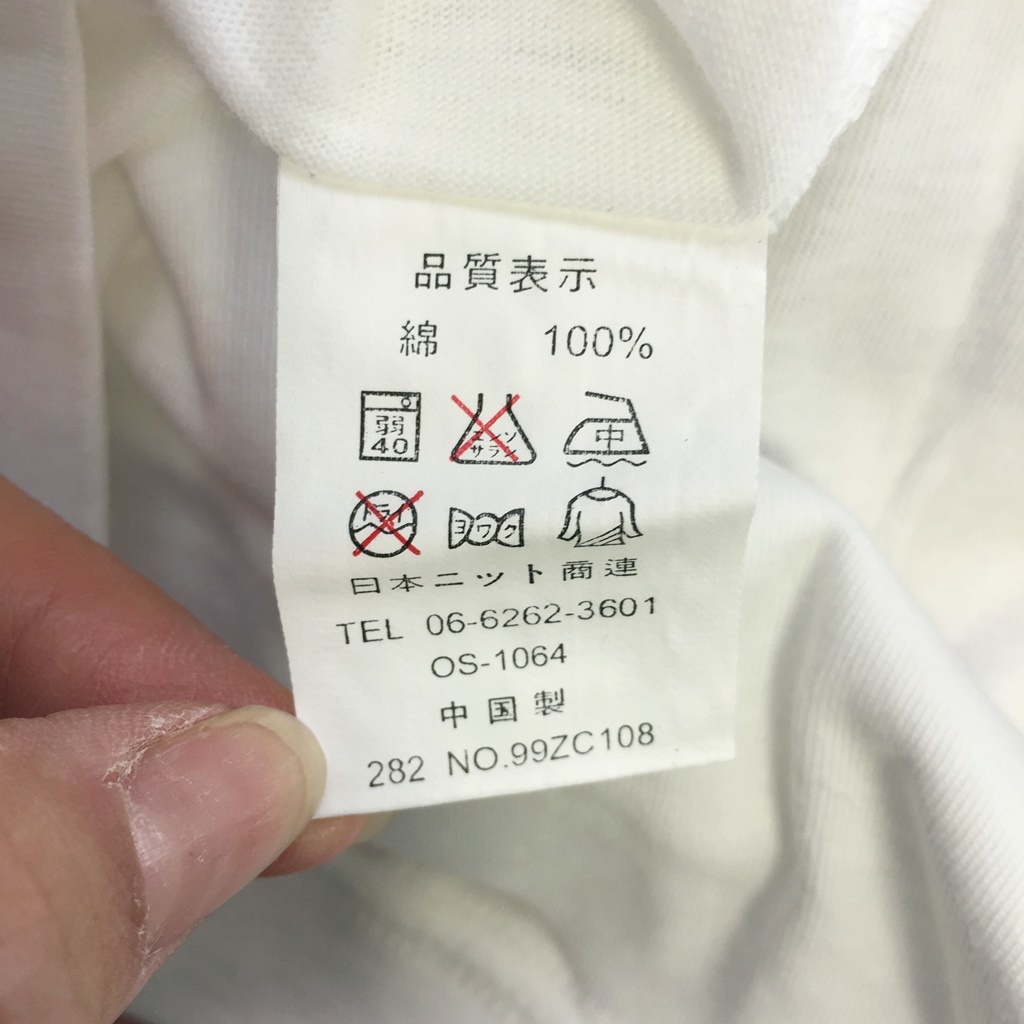 品質表示
綿 100%
弱 40 エンソ サラシ 中
ドライ ヨワク
日本ニット商連
TEL 06-6262-3601
OS-1064
中国製
282 NO.99ZC108